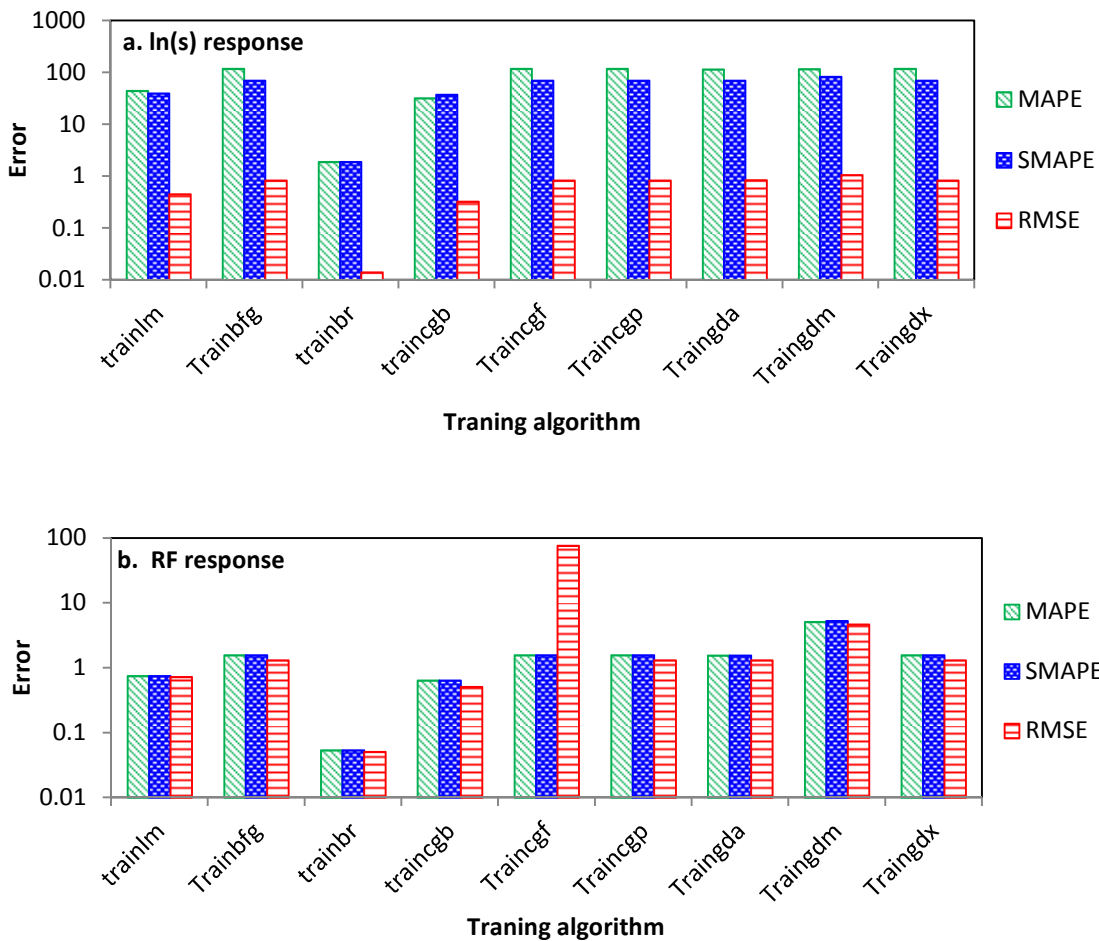 a. ln(s) response
1000
100
10
1
0.1
0.01
Error
trainlm
Trainbfg
trainbr
traincgb
Traincgf
Traincgp
Traingda
Traingdm
Traingdx
Traning algorithm
MAPE
SMAPE
RMSE
b. RF response
100
10
1
0.1
0.01
Error
trainlm
Trainbfg
trainbr
traincgb
Traincgf
Traincgp
Traingda
Traingdm
Traingdx
Traning algorithm
MAPE
SMAPE
RMSE